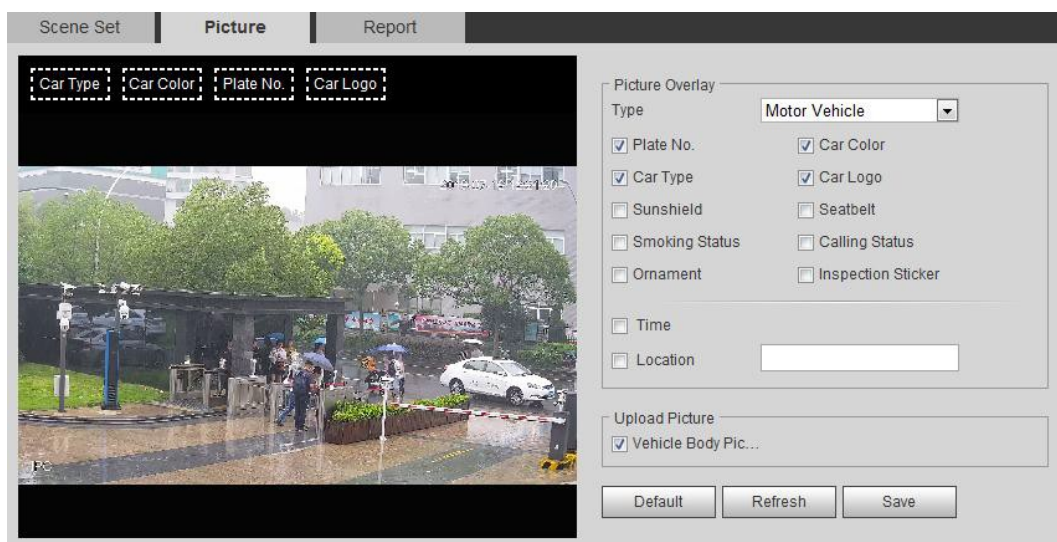 Scene Set Picture Report
Car Type Car Color Plate No. Car Logo
Picture Overlay
Type Motor Vehicle
Plate No. Car Color
Car Type Car Logo
Sunshield Seatbelt
Smoking Status Calling Status
Ornament Inspection Sticker
Time
Location
Upload Picture
Vehicle Body Pic...
IPC
Default Refresh Save